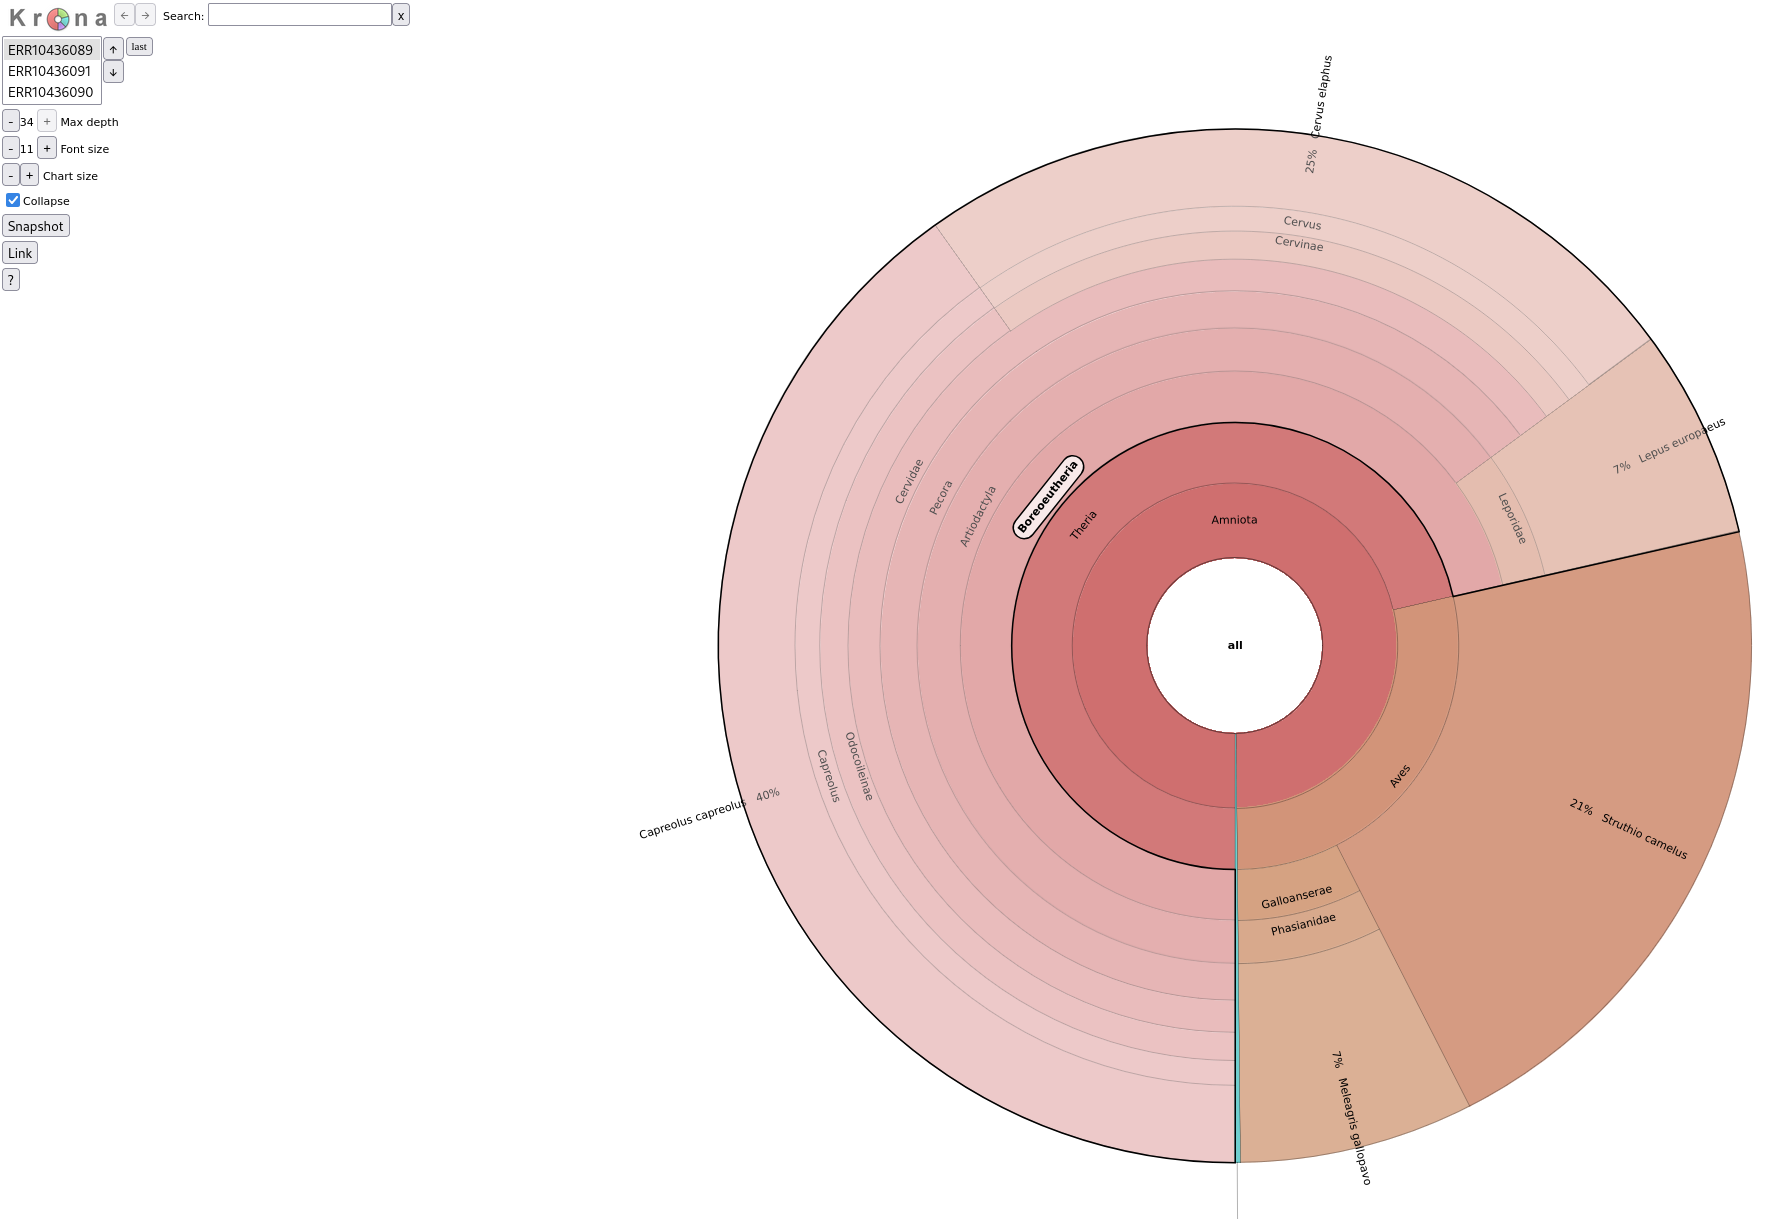 Krona ← → Search: x
ERR10436089 ↑ last
ERR10436091 ↓
ERR10436090
- 34 + Max depth
- 11 + Font size
- + Chart size
Collapse
Snapshot
Link
?
25% Cervus elaphus
Cervus
Cervinae
7% Lepus europaeus
Leporidae
Cervidae
Pecora
Artiodactyla
Boreoeutheria
Theria
Amniota
all
Aves
Odocoileinae
Capreolus
Capreolus capreolus 40%
21% Struthio camelus
Galloanserae
Phasianidae
7% Meleagris gallopavo